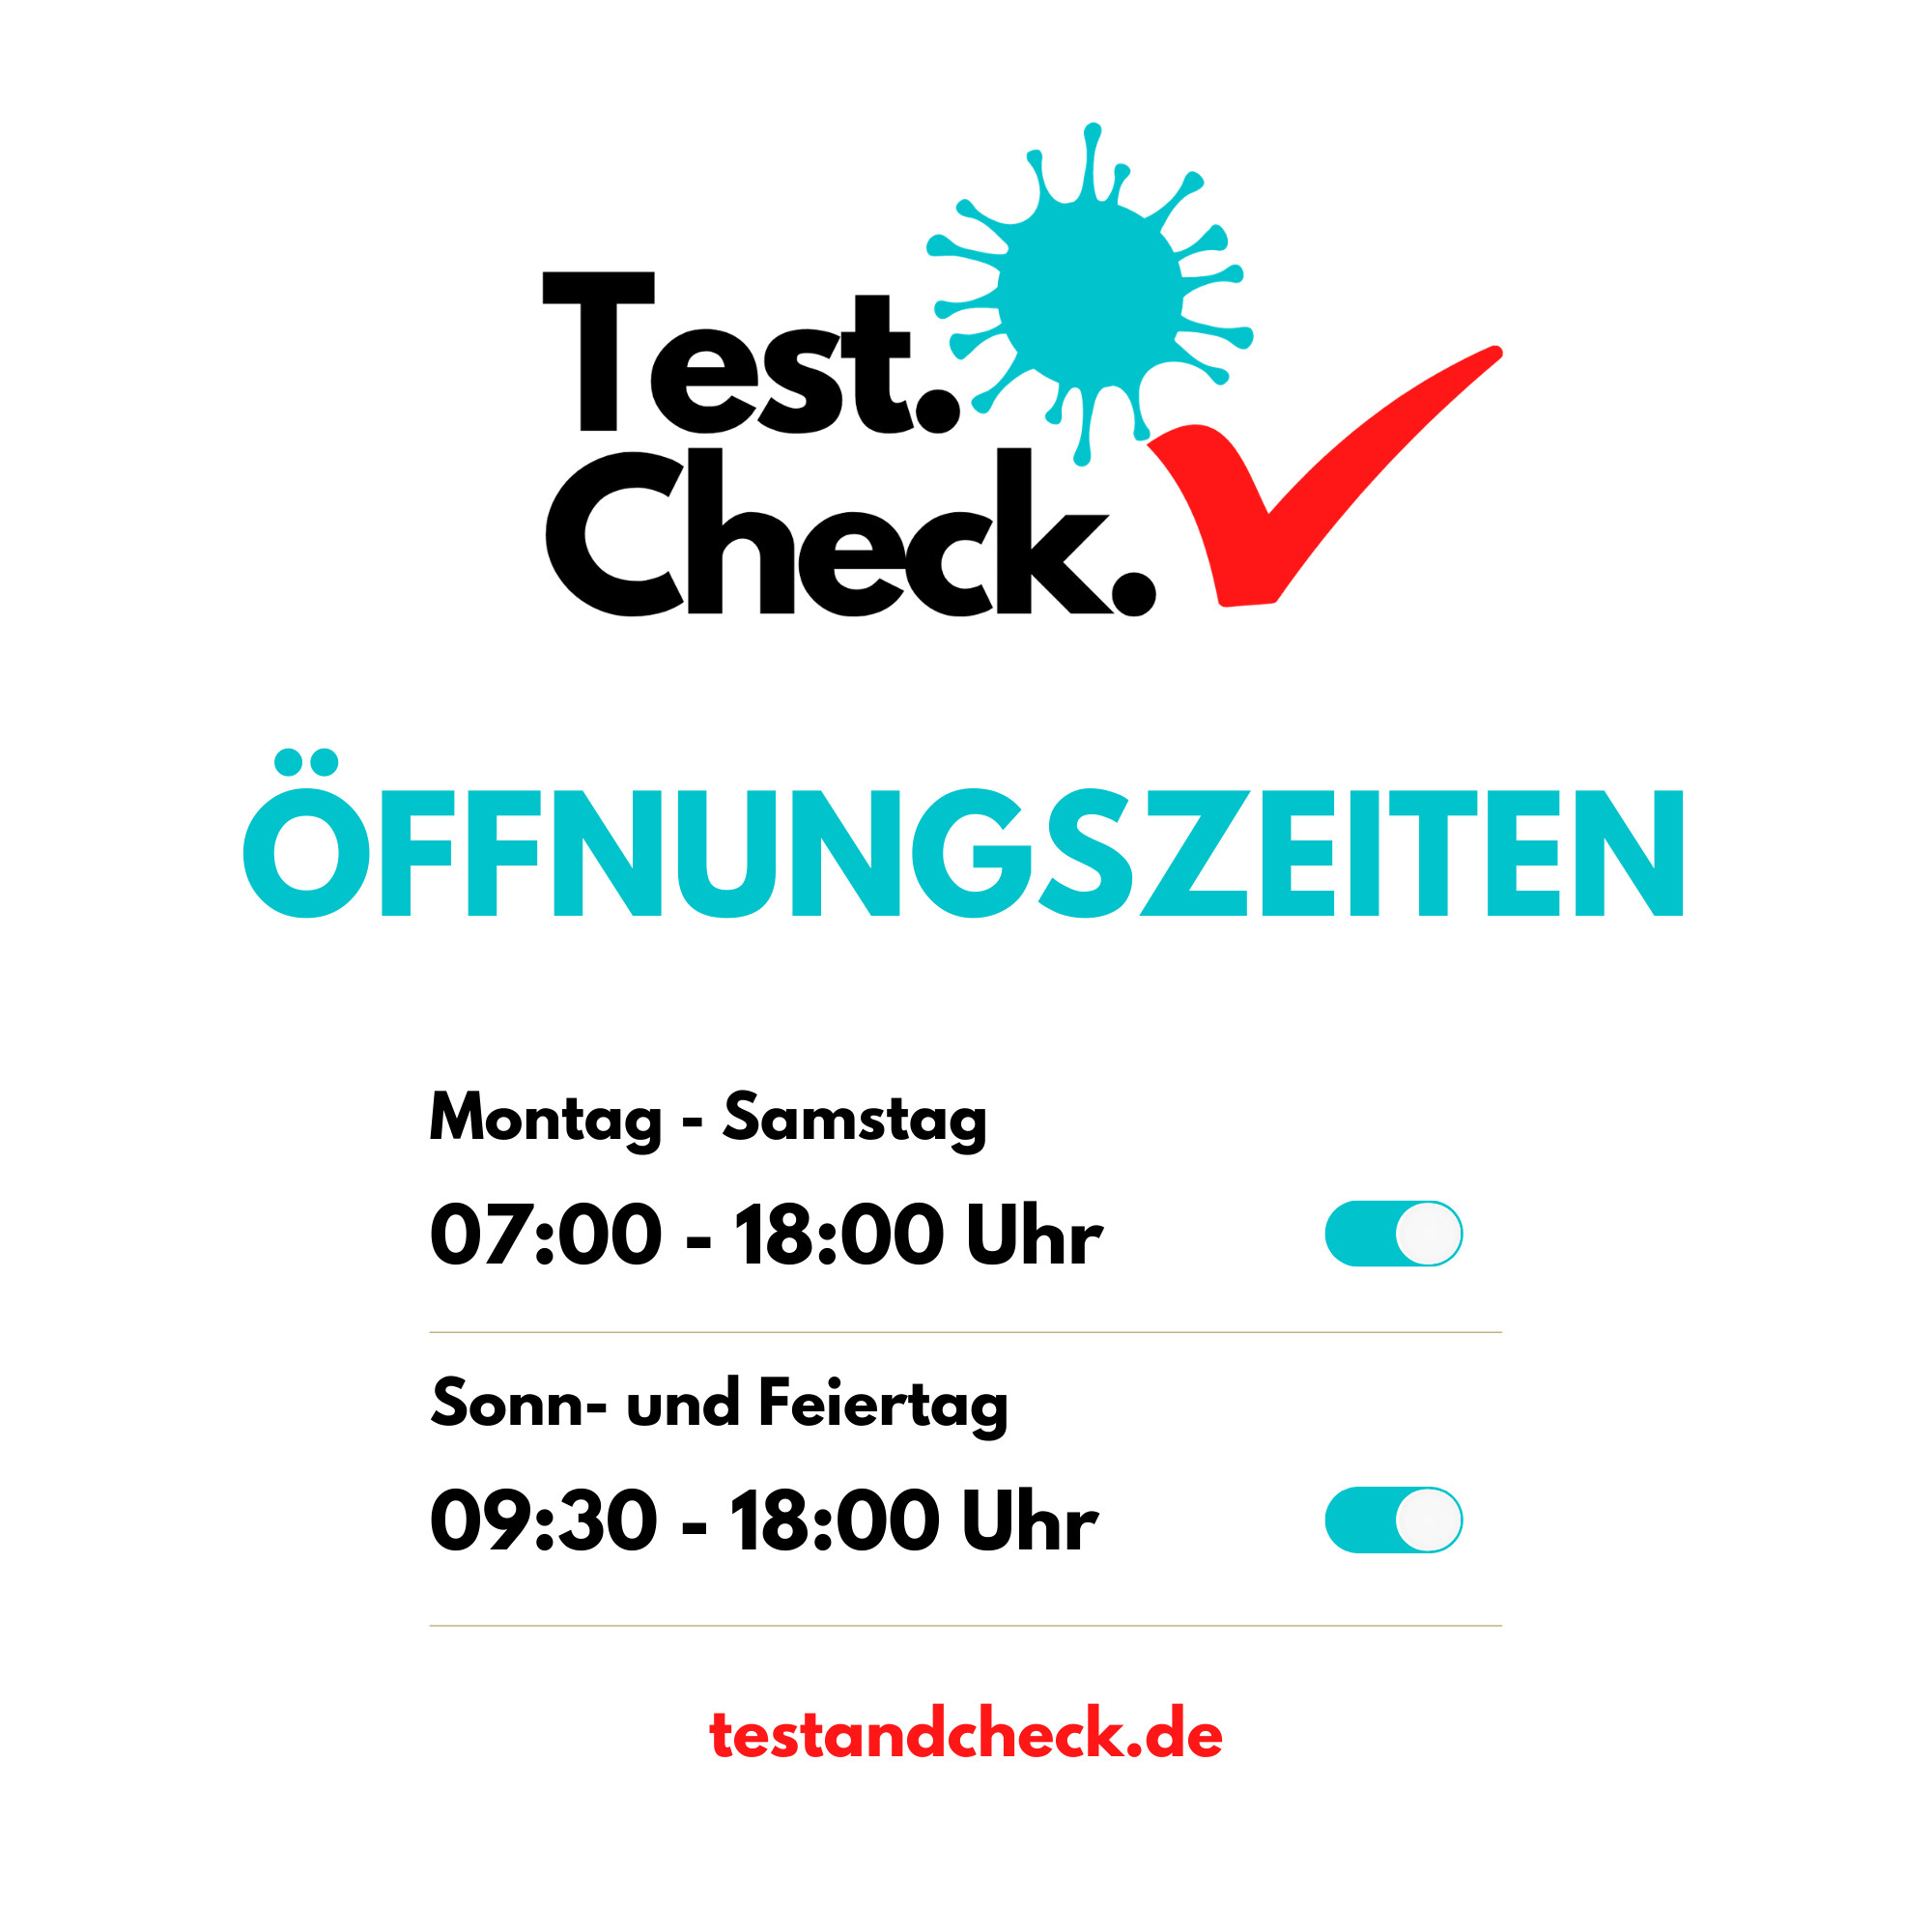 Test.
Check.
ÖFFNUNGSZEITEN
Montag - Samstag
07:00 - 18:00 Uhr
Sonn- und Feiertag
09:30 - 18:00 Uhr
testandcheck.de